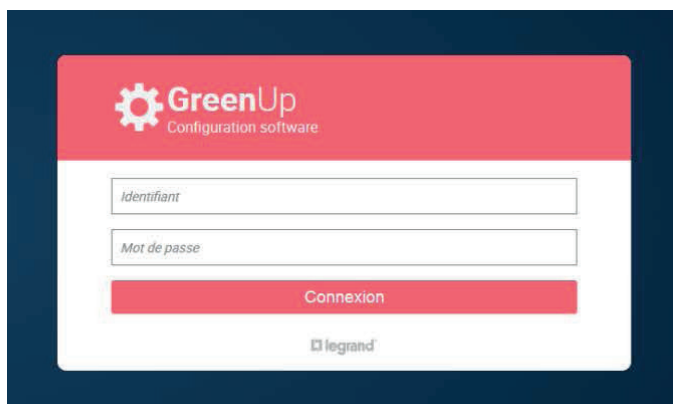 GreenUp
Configuration software
Identifiant
Mot de passe
Connexion
legrand